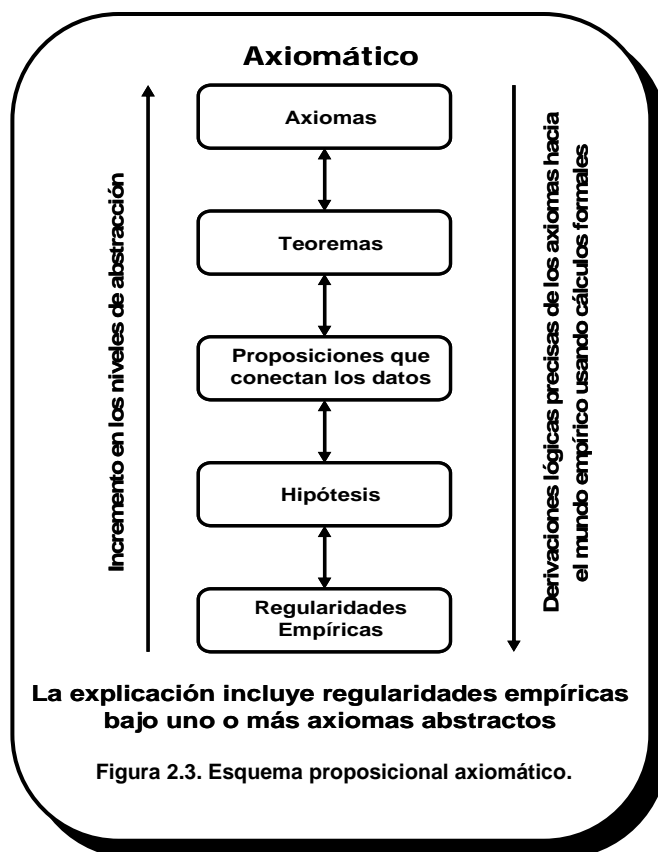 Axiomático
Axiomas
Teoremas
Proposiciones que
conectan los datos
Hipótesis
Regularidades
Empíricas
Incremento en los niveles de abstracción
Derivaciones lógicas precisas de los axiomas hacia
el mundo empírico usando cálculos formales
La explicación incluye regularidades empíricas
bajo uno o más axiomas abstractos
Figura 2.3. Esquema proposicional axiomático.